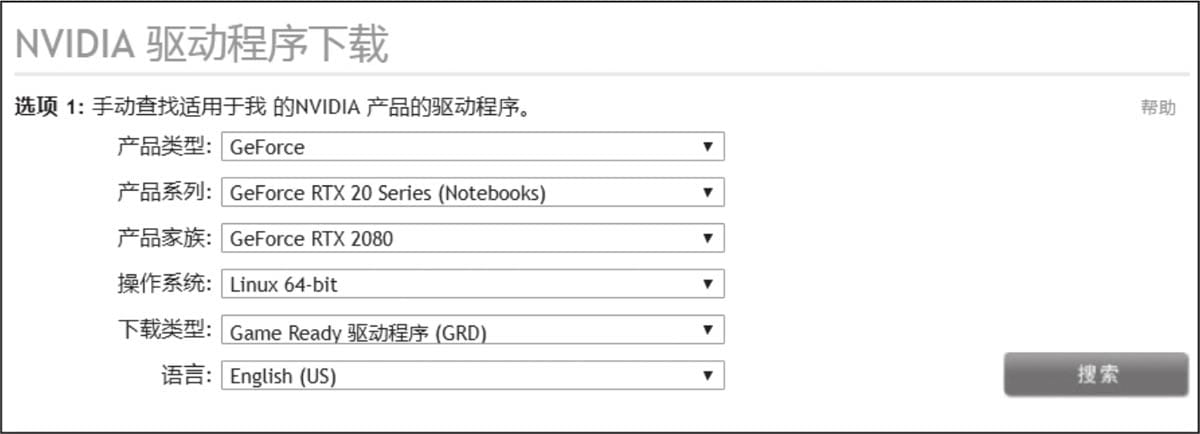 NVIDIA 驱动程序下载
选项 1: 手动查找适用于我 的NVIDIA 产品的驱动程序。
帮助
产品类型: GeForce
产品系列: GeForce RTX 20 Series (Notebooks)
产品家族: GeForce RTX 2080
操作系统: Linux 64-bit
下载类型: Game Ready 驱动程序 (GRD)
语言: English (US)
搜索